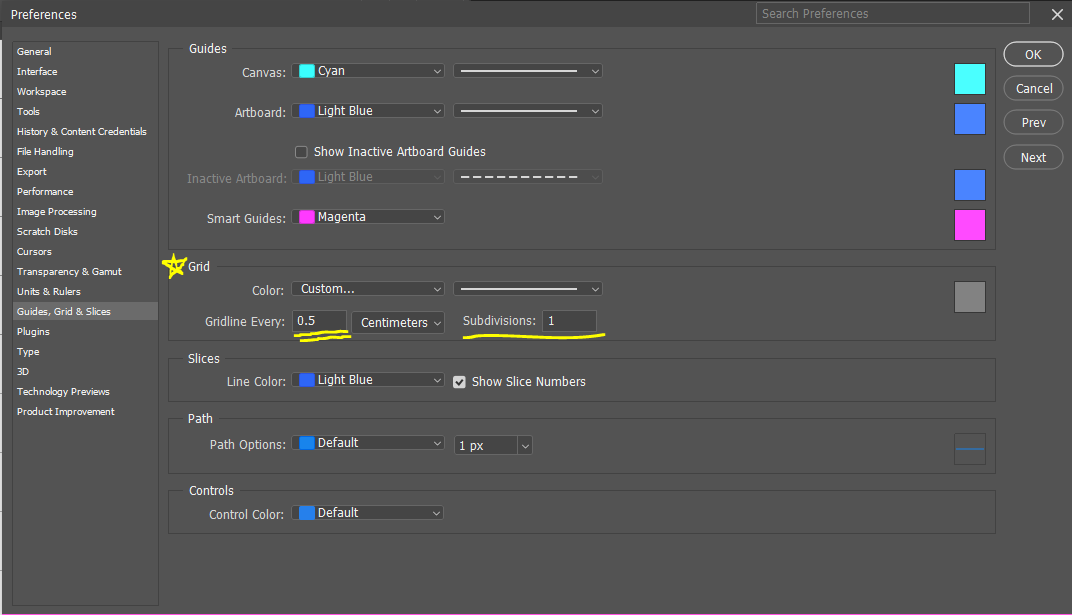 Preferences
Search Preferences
General
Interface
Workspace
Tools
History & Content Credentials
File Handling
Export
Performance
Image Processing
Scratch Disks
Cursors
Transparency & Gamut
Units & Rulers
Guides, Grid & Slices
Plugins
Type
3D
Technology Previews
Product Improvement
Guides
Canvas: Cyan
Artboard: Light Blue
Show Inactive Artboard Guides
Inactive Artboard: Light Blue
Smart Guides: Magenta
Grid
Color: Custom...
Gridline Every: 0.5 Centimeters Subdivisions: 1
Slices
Line Color: Light Blue Show Slice Numbers
Path
Path Options: Default 1 px
Controls
Control Color: Default
OK
Cancel
Prev
Next